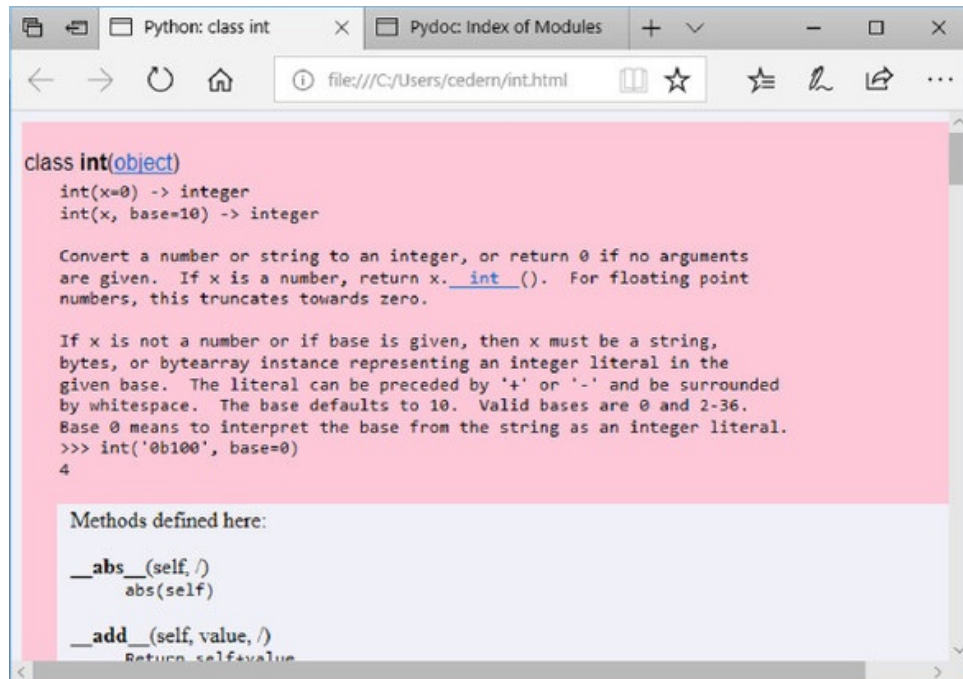 Python: class int
Pydoc: Index of Modules
file:///C:/Users/cedern/int.html
class int(object)
int(x=0) -> integer
int(x, base=10) -> integer
Convert a number or string to an integer, or return 0 if no arguments
are given.  If x is a number, return x.__int__().  For floating point
numbers, this truncates towards zero.
If x is not a number or if base is given, then x must be a string,
bytes, or bytearray instance representing an integer literal in the
given base.  The literal can be preceded by '+' or '-' and be surrounded
by whitespace.  The base defaults to 10.  Valid bases are 0 and 2-36.
Base 0 means to interpret the base from the string as an integer literal.
>>> int('0b100', base=0)
4
Methods defined here:
__abs__(self, /)
abs(self)
__add__(self, value, /)
Return self+value